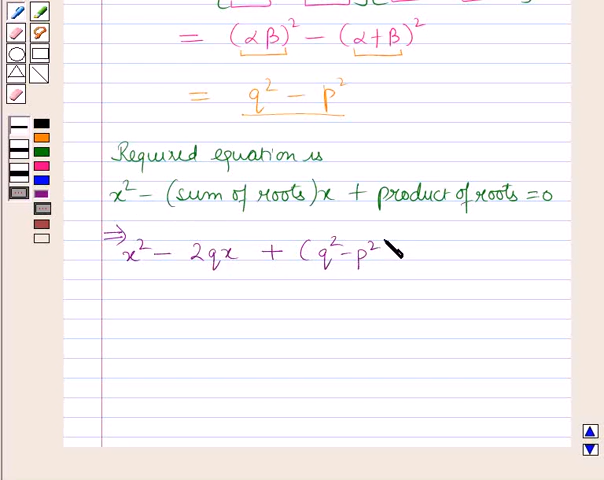 = (αβ)² − (α+β)²
= q² − p²
Required equation is
x² − (sum of roots)x + product of roots = 0
⇒ x² − 2qx + (q² − p²